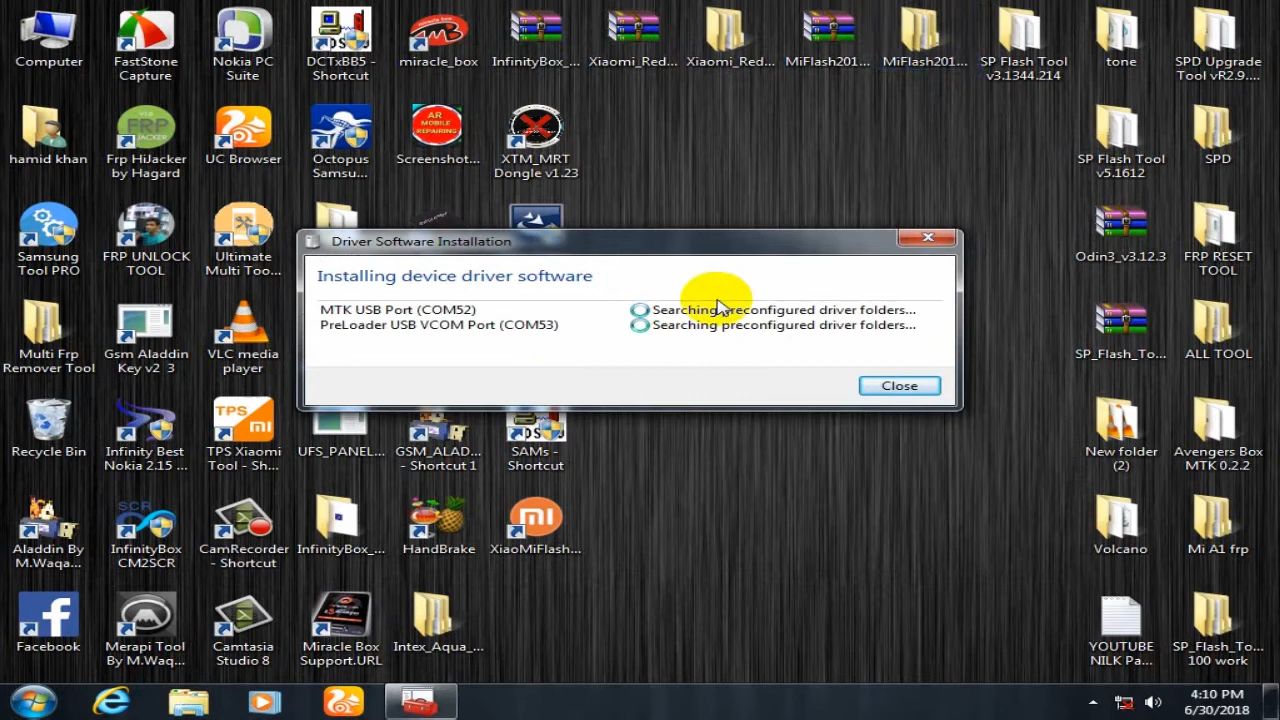 Computer
FastStone
Capture
Nokia PC
Suite
DCTxBB5 -
Shortcut
miracle_box
InfinityBox_...
Xiaomi_Red...
Xiaomi_Red...
MiFlash201...
MiFlash201...
SP Flash Tool
v3.1344.214
tone
SPD Upgrade
Tool vR2.9....
hamid khan
Frp HiJacker
by Hagard
UC Browser
Octopus
Samsu...
AR
MOBILE
REPAIRING
Screenshot...
XTM_MRT
Dongle v1.23
SP Flash Tool
v5.1612
SPD
Samsung
Tool PRO
FRP UNLOCK
TOOL
Ultimate
Multi Too...
Odin3_v3.12.3
FRP RESET
TOOL
Driver Software Installation
Installing device driver software
MTK USB Port (COM52)
Searching preconfigured driver folders...
PreLoader USB VCOM Port (COM53)
Searching preconfigured driver folders...
Close
Multi Frp
Remover Tool
Gsm Aladdin
Key v2 3
VLC media
player
SP_Flash_To...
ALL TOOL
Recycle Bin
Infinity Best
Nokia 2.15 ...
TPS
mi
TPS Xiaomi
Tool - Sh...
UFS_PANEL...
GSM_ALAD...
- Shortcut 1
SAMs -
Shortcut
New folder
(2)
Avengers Box
MTK 0.2.2
Aladdin By
M.Waqa...
SCR
InfinityBox
CM2SCR
CamRecorder
- Shortcut
InfinityBox_...
HandBrake
XiaoMiFlash...
Volcano
Mi A1 frp
Facebook
Merapi Tool
By M.Waq...
Camtasia
Studio 8
Miracle Box
Support.URL
Intex_Aqua_...
YOUTUBE
NILK Pa...
SP_Flash_To...
100 work
4:10 PM
6/30/2018